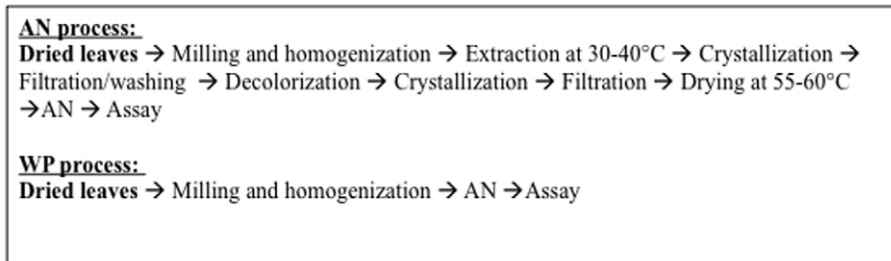 AN process:
Dried leaves → Milling and homogenization → Extraction at 30-40°C → Crystallization →
Filtration/washing → Decolorization → Crystallization → Filtration → Drying at 55-60°C
→AN → Assay
WP process:
Dried leaves → Milling and homogenization → AN →Assay